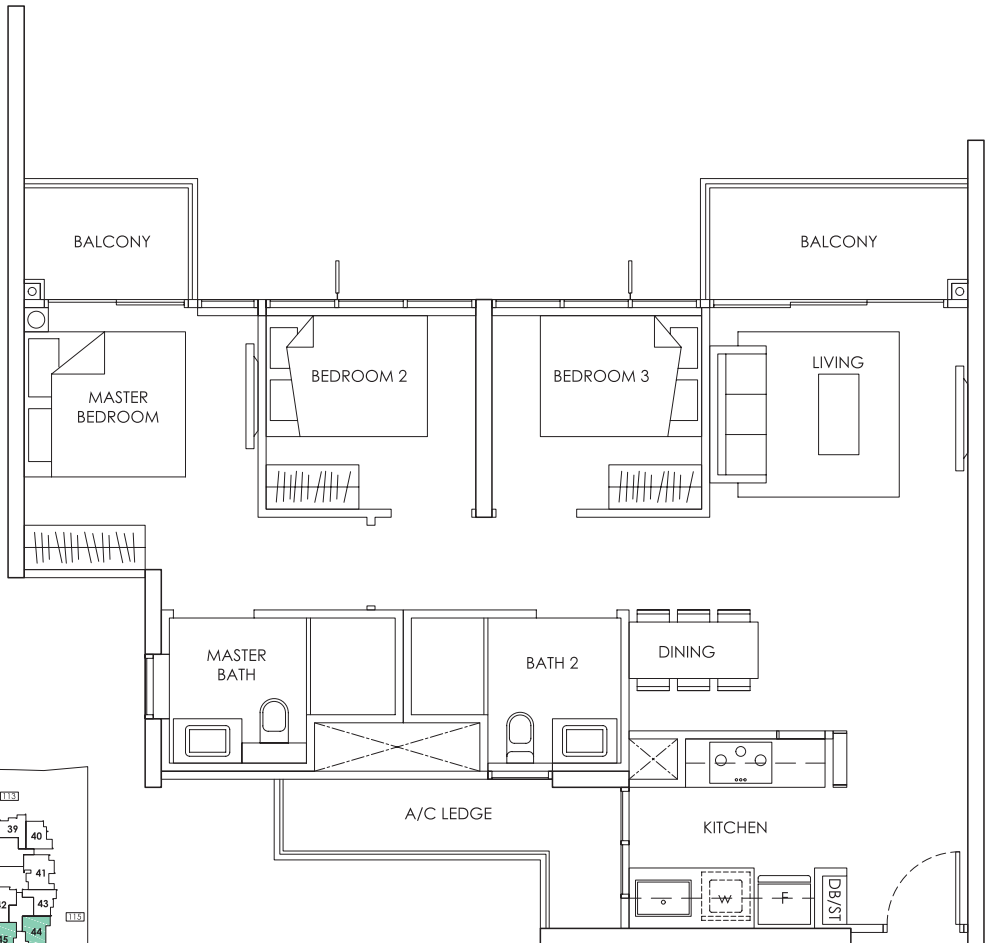 BALCONY
BALCONY
MASTER
BEDROOM
BEDROOM 2
BEDROOM 3
LIVING
MASTER
BATH
BATH 2
DINING
A/C LEDGE
KITCHEN
W
F
DB/ST
113
39
40
41
43
115
44